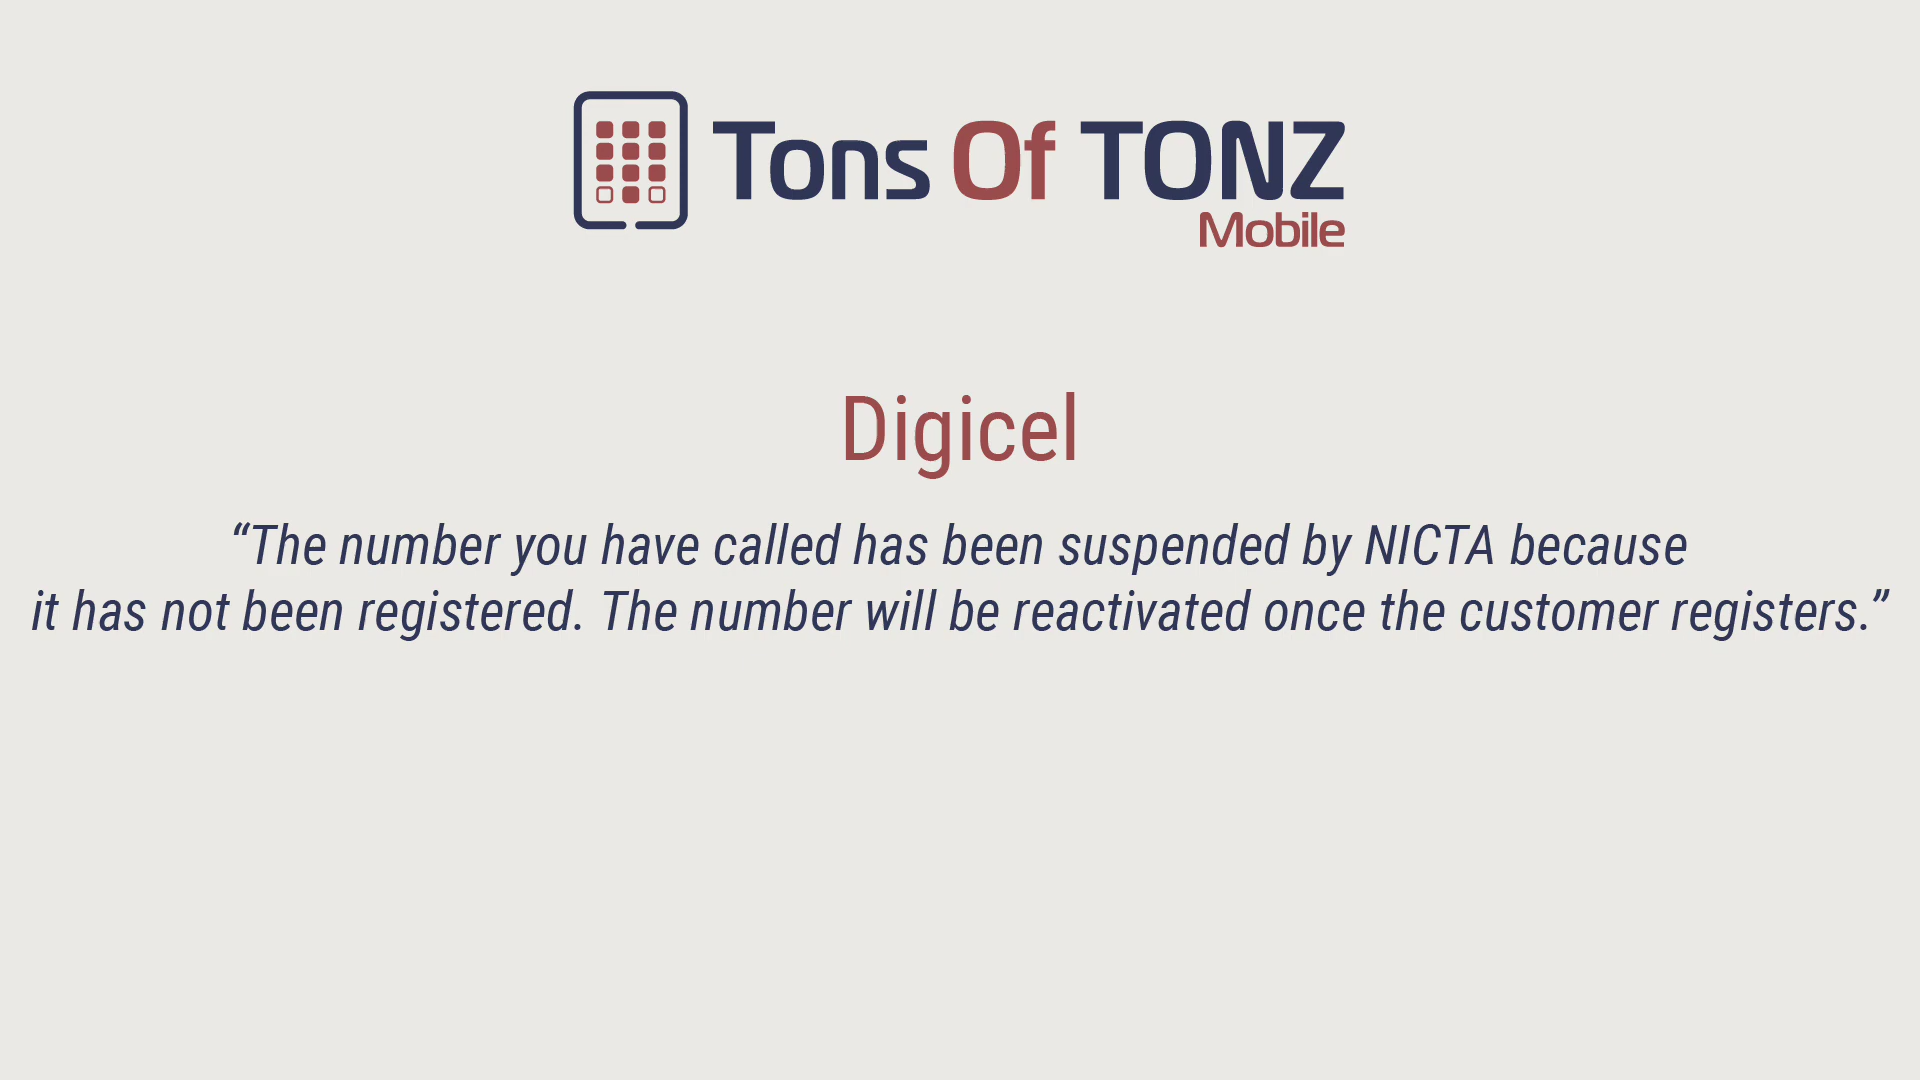 Tons Of TONZ
Mobile
Digicel
“The number you have called has been suspended by NICTA because
it has not been registered. The number will be reactivated once the customer registers.”